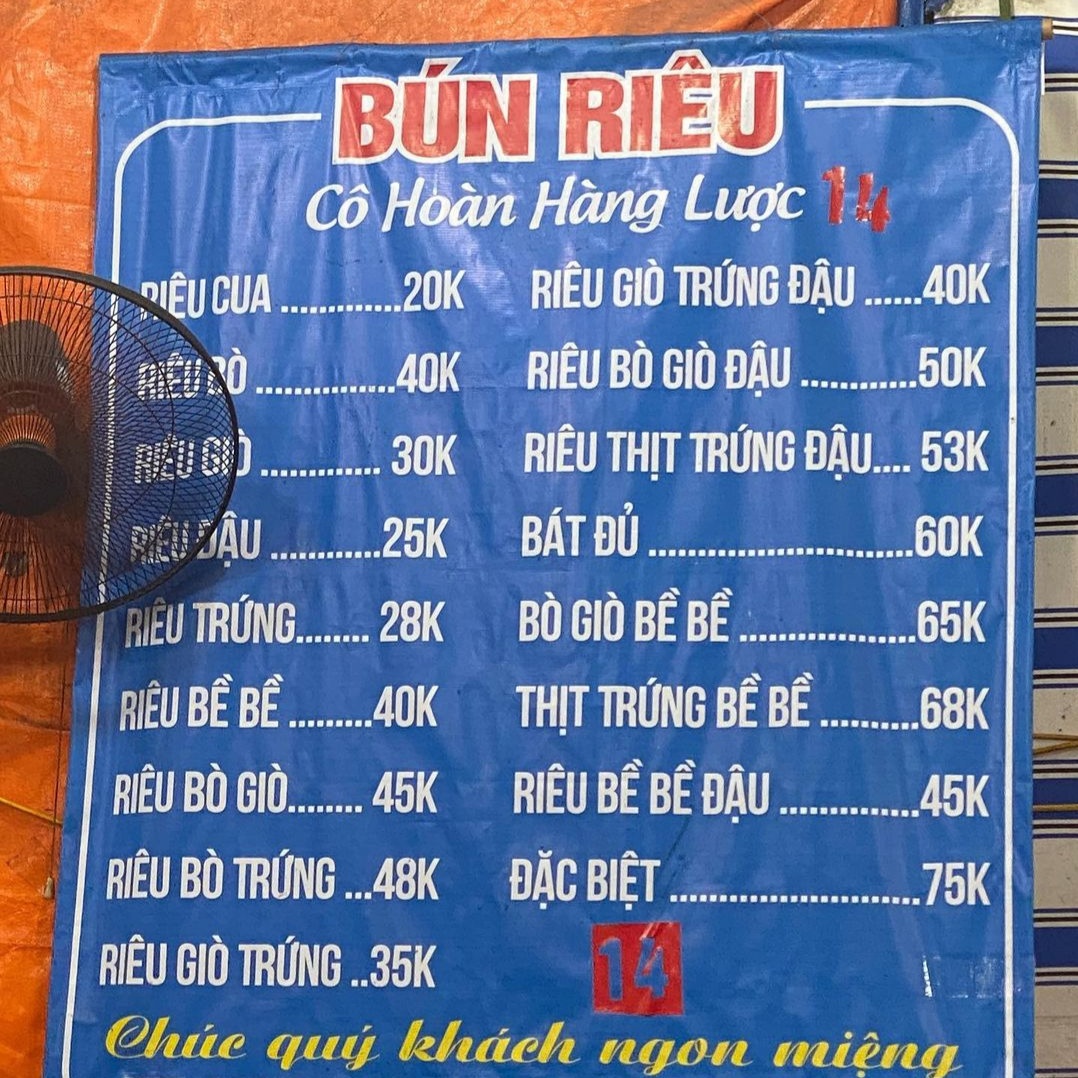 BÚN RIÊU
Cô Hoàn Hàng Lược 14
RIÊU CUA .............20K
RIÊU BÒ ...............40K
RIÊU GIÒ ............. 30K
RIÊU ĐẬU ............25K
RIÊU TRỨNG........ 28K
RIÊU BỀ BỀ .........40K
RIÊU BÒ GIÒ........ 45K
RIÊU BÒ TRỨNG ...48K
RIÊU GIÒ TRỨNG ..35K
RIÊU GIÒ TRỨNG ĐẬU ......40K
RIÊU BÒ GIÒ ĐẬU ............50K
RIÊU THỊT TRỨNG ĐẬU.... 53K
BÁT ĐỦ ...........................60K
BÒ GIÒ BỀ BỀ ..................65K
THỊT TRỨNG BỀ BỀ ..........68K
RIÊU BỀ BỀ ĐẬU ..............45K
ĐẶC BIỆT .........................75K
14
Chúc quý khách ngon miệng